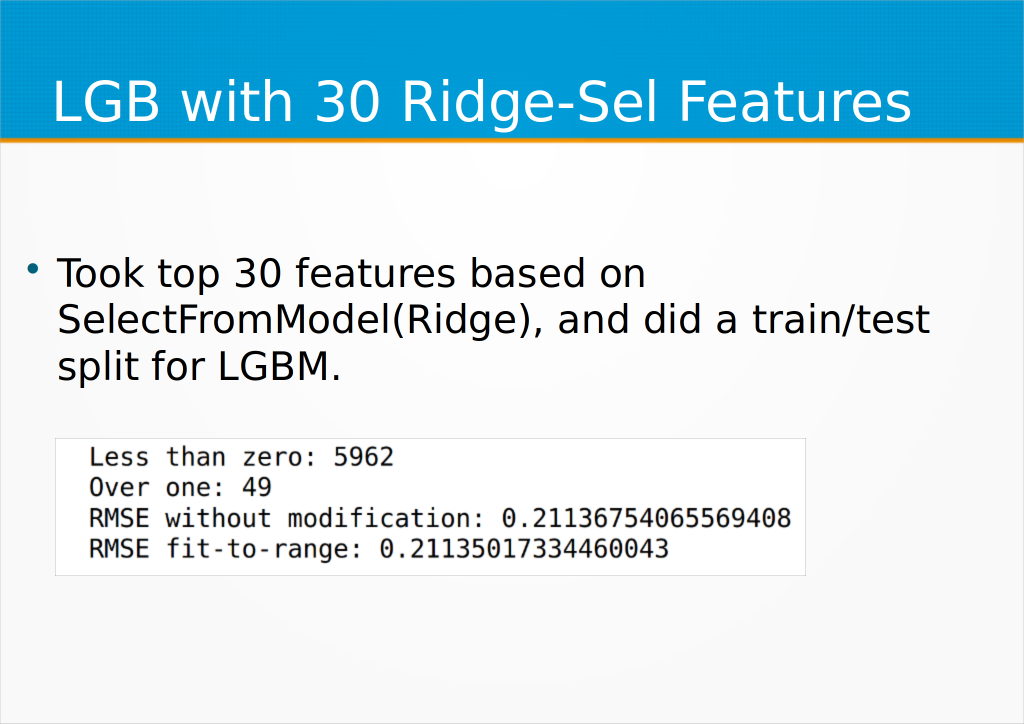 LGB with 30 Ridge-Sel Features
• Took top 30 features based on
SelectFromModel(Ridge), and did a train/test
split for LGBM.
Less than zero: 5962
Over one: 49
RMSE without modification: 0.21136754065569408
RMSE fit-to-range: 0.21135017334460043